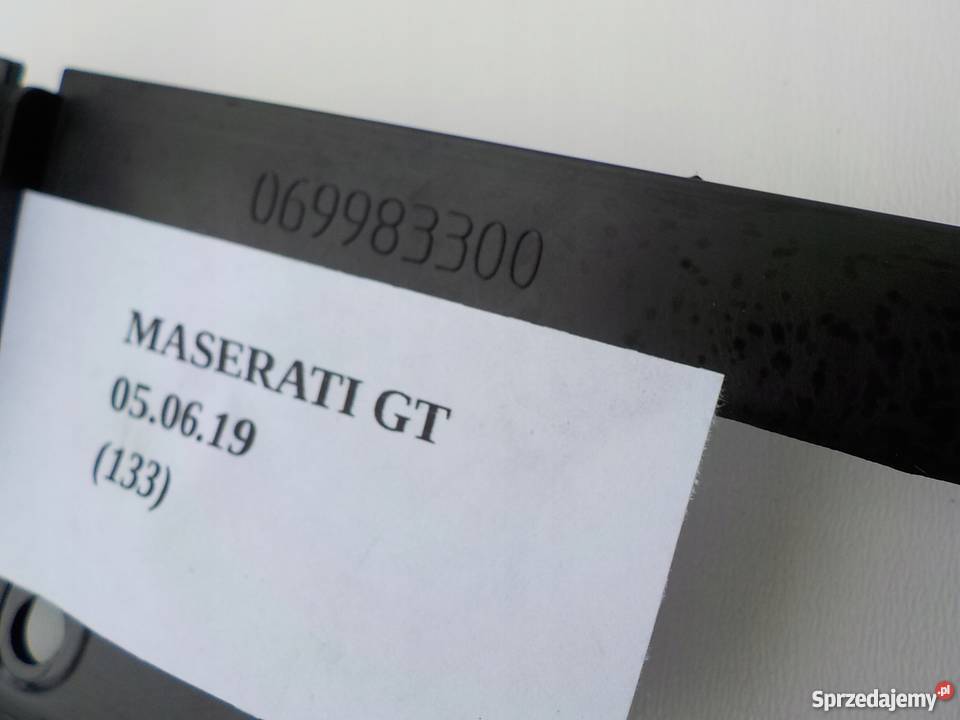 069983300
MASERATI GT
05.06.19
(133)
Sprzedajemy.pl